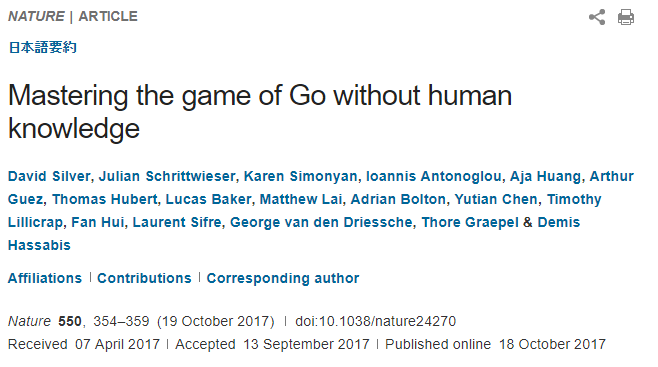 NATURE | ARTICLE
日本語要約
Mastering the game of Go without human
knowledge
David Silver, Julian Schrittwieser, Karen Simonyan, Ioannis Antonoglou, Aja Huang, Arthur
Guez, Thomas Hubert, Lucas Baker, Matthew Lai, Adrian Bolton, Yutian Chen, Timothy
Lillicrap, Fan Hui, Laurent Sifre, George van den Driessche, Thore Graepel & Demis
Hassabis
Affiliations | Contributions | Corresponding author
Nature 550, 354–359 (19 October 2017) | doi:10.1038/nature24270
Received 07 April 2017 | Accepted 13 September 2017 | Published online 18 October 2017